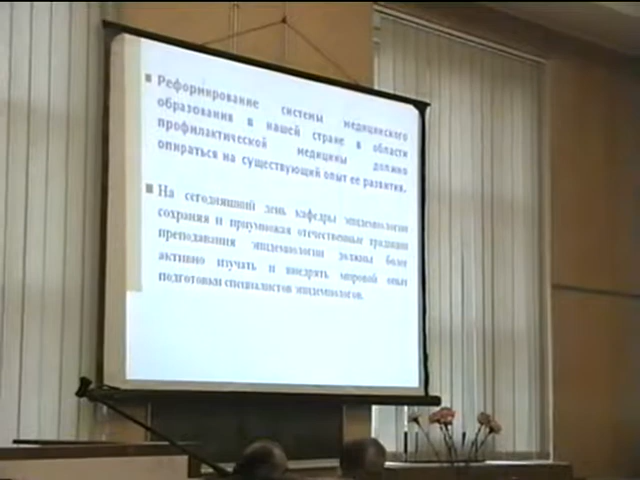 Реформирование системы медицинского
образования в нашей стране в области
профилактической медицины должно
опираться на существующий опыт ее развития.
На сегодняшний день кафедры эпидемиологии
сохраняя и приумножая отечественные традиции
преподавания эпидемиологии должны более
активно изучать и внедрять мировой опыт
подготовки специалистов эпидемиологов.